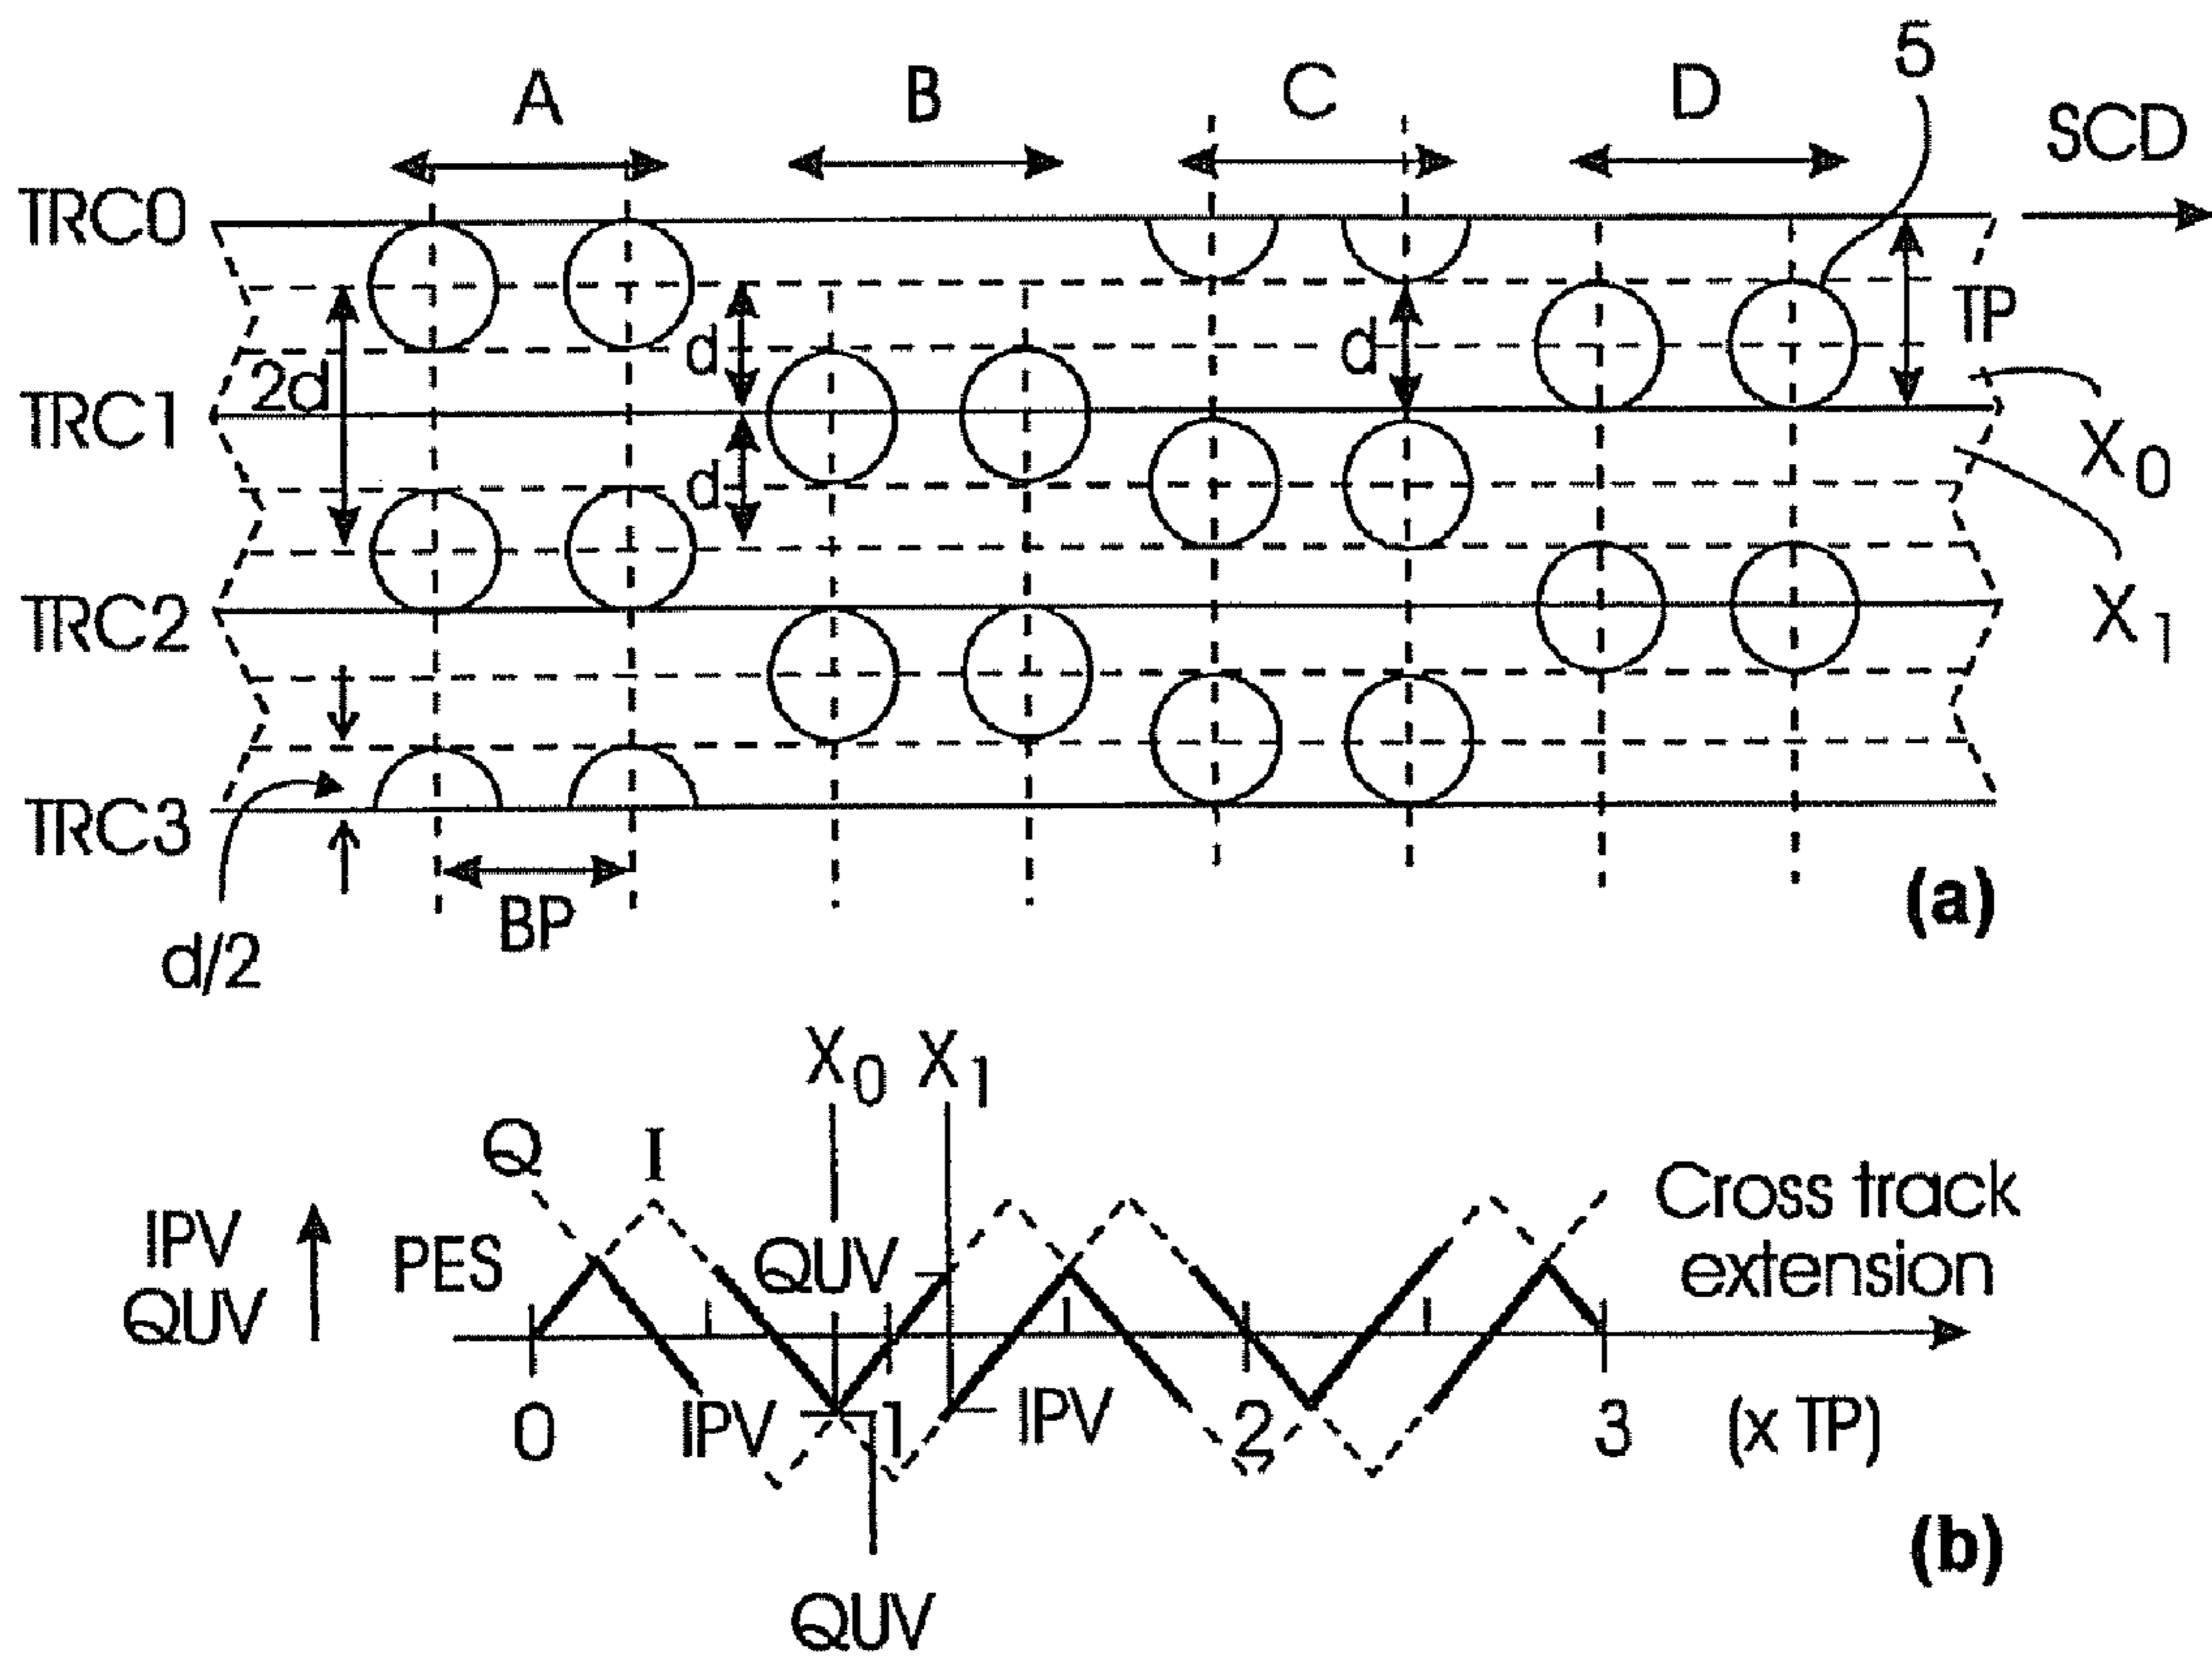 A B C D 5
SCD
TRC0
TP
2d d d
TRC1
X0
d
TRC2
X1
TRC3
BP
d/2
(a)
X0 X1
Q I
IPV
QUV
PES
QUV
Cross track
extension
0 IPV 1 IPV 2 3 (x TP)
QUV
(b)